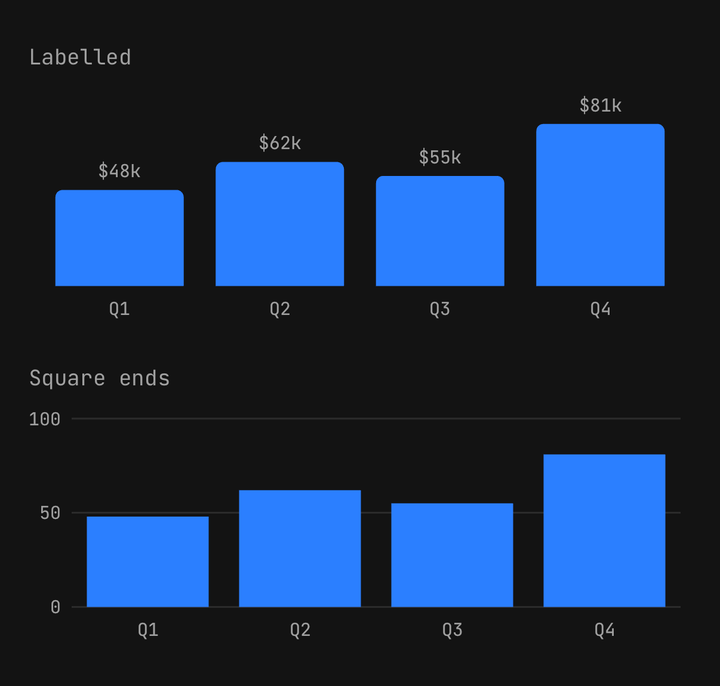 Labelled
$48k $62k $55k $81k
Q1 Q2 Q3 Q4
Square ends
100
50
0
Q1 Q2 Q3 Q4